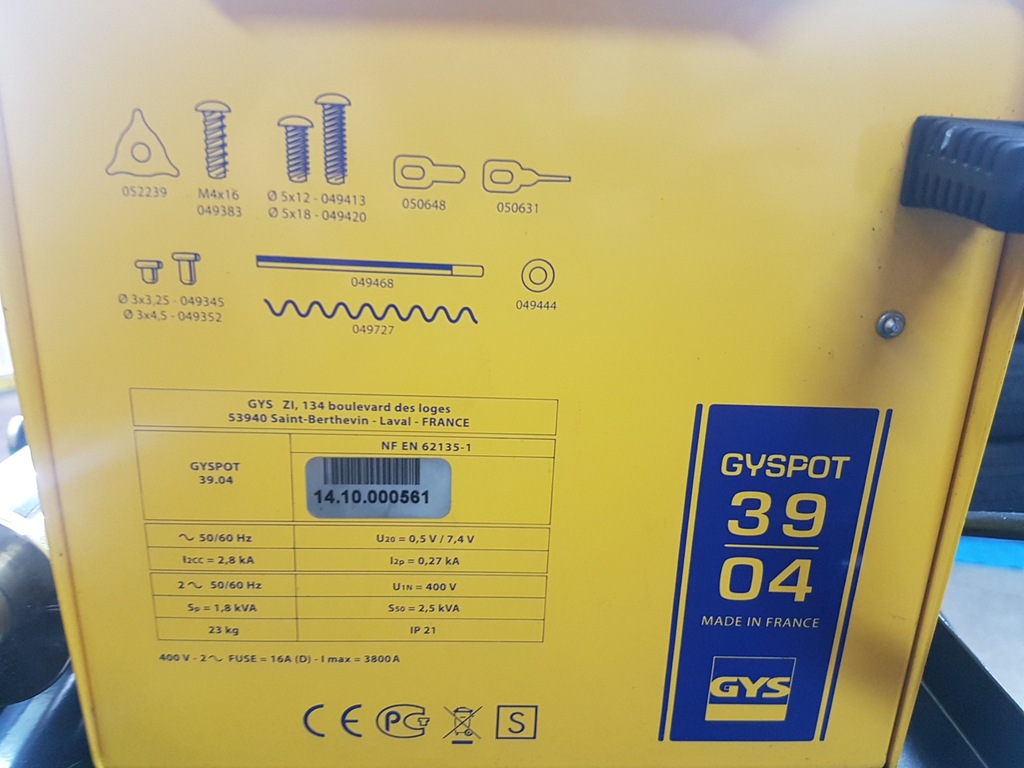 052239
M4x16
049383
Ø 5x12 - 049413
Ø 5x18 - 049420
050648
050631
Ø 3x3,25 - 049345
Ø 3x4,5 - 049352
049468
049727
049444
GYS ZI, 134 boulevard des loges
53940 Saint-Berthevin - Laval - FRANCE
GYSPOT
39.04
NF EN 62135-1
14.10.000561
~ 50/60 Hz
U20 = 0,5 V / 7,4 V
I2CC = 2,8 kA
I2p = 0,27 kA
2~ 50/60 Hz
U1N = 400 V
Sp = 1,8 kVA
S50 = 2,5 kVA
23 kg
IP 21
400 V - 2~ FUSE = 16A (D) - I max = 3800A
CE PG S
GYSPOT
39
04
MADE IN FRANCE
GYS